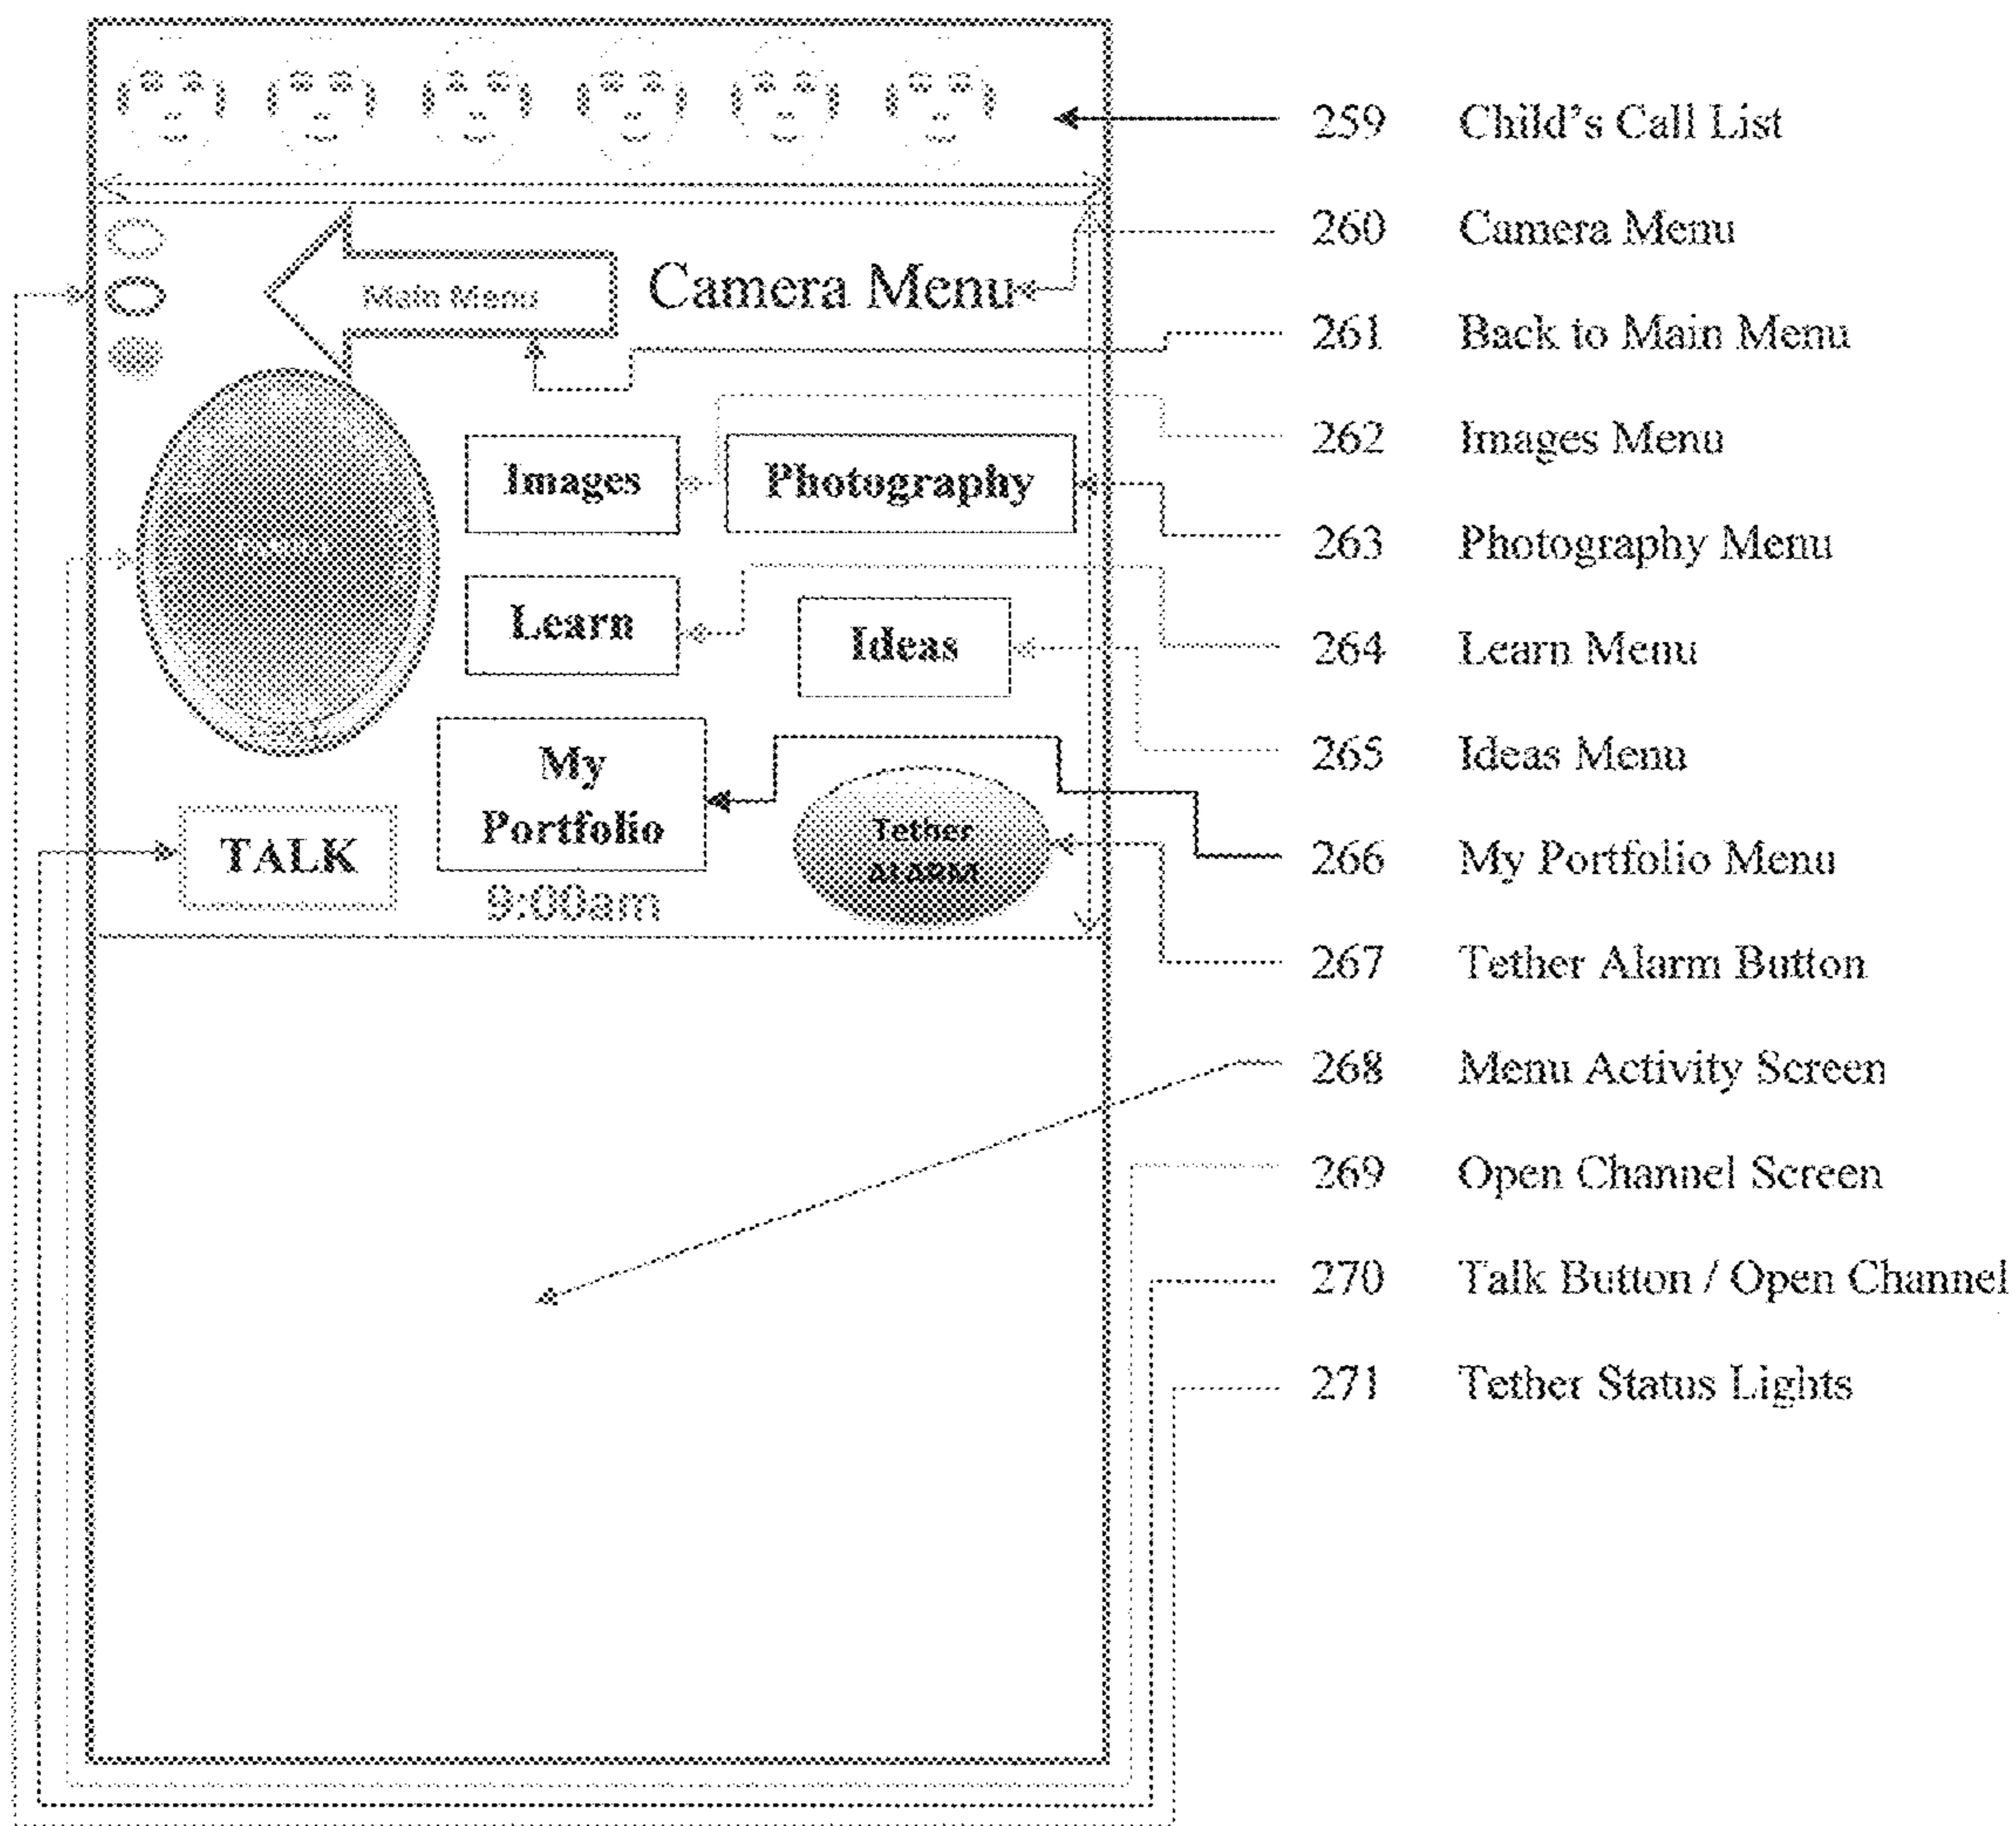 259 Child's Call List
260 Camera Menu
Main Menu
Camera Menu
261 Back to Main Menu
262 Images Menu
Images
Photography
263 Photography Menu
Learn
264 Learn Menu
Ideas
265 Ideas Menu
My
Portfolio
Tether
ALARM
TALK
266 My Portfolio Menu
9:00am
267 Tether Alarm Button
268 Menu Activity Screen
269 Open Channel Screen
270 Talk Button / Open Channel
271 Tether Status Lights